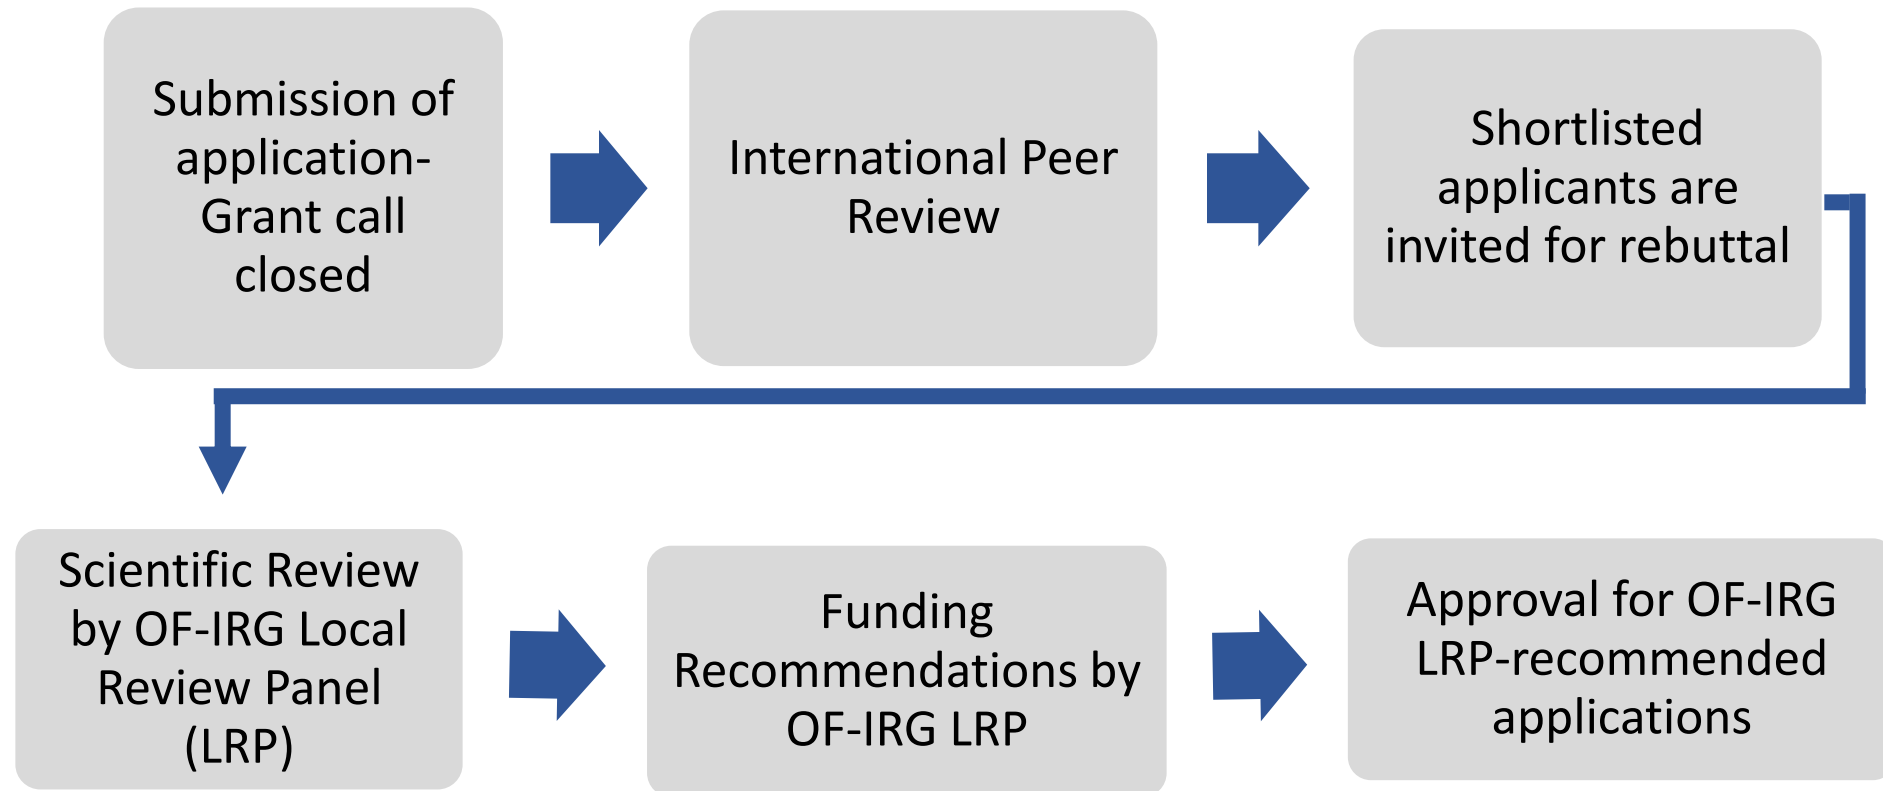 Submission of
application-
Grant call
closed
International Peer
Review
Shortlisted
applicants are
invited for rebuttal
Scientific Review
by OF-IRG Local
Review Panel
(LRP)
Funding
Recommendations by
OF-IRG LRP
Approval for OF-IRG
LRP-recommended
applications